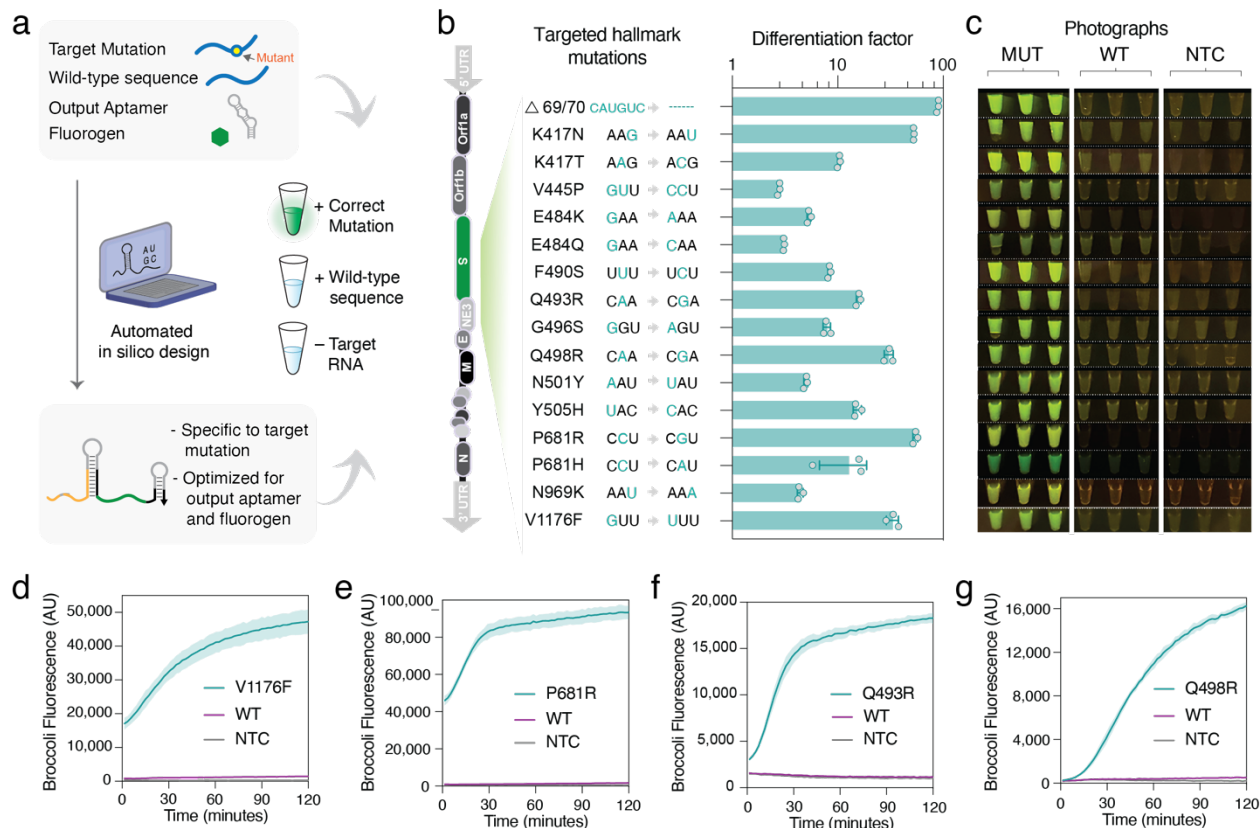 a
Target Mutation
Mutant
Wild-type sequence
Output Aptamer
Fluorogen
A U
G C
Automated
in silico design
+ Correct
Mutation
+ Wild-type
sequence
– Target
RNA
- Specific to target
mutation
- Optimized for
output aptamer
and fluorogen
b
5' UTR
Orf1a
Orf1b
S
NE3
E
M
N
3' UTR
Targeted hallmark
mutations
Differentiation factor
1 10 100
△ 69/70 CAUGUC ------
K417N AAG AAU
K417T AAG ACG
V445P GUU CCU
E484K GAA AAA
E484Q GAA CAA
F490S UUU UCU
Q493R CAA CGA
G496S GGU AGU
Q498R CAA CGA
N501Y AAU UAU
Y505H UAC CAC
P681R CCU CGU
P681H CCU CAU
N969K AAU AAA
V1176F GUU UUU
c
Photographs
MUT WT NTC
d
Broccoli Fluorescence (AU)
50,000
40,000
30,000
20,000
10,000
0
V1176F
WT
NTC
0 30 60 90 120
Time (minutes)
e
Broccoli Fluorescence (AU)
100,000
80,000
60,000
40,000
20,000
0
P681R
WT
NTC
0 30 60 90 120
Time (minutes)
f
Broccoli Fluorescence (AU)
20,000
15,000
10,000
5,000
0
Q493R
WT
NTC
0 30 60 90 120
Time (minutes)
g
Broccoli Fluorescence (AU)
16,000
12,000
8,000
4,000
0
Q498R
WT
NTC
0 30 60 90 120
Time (minutes)